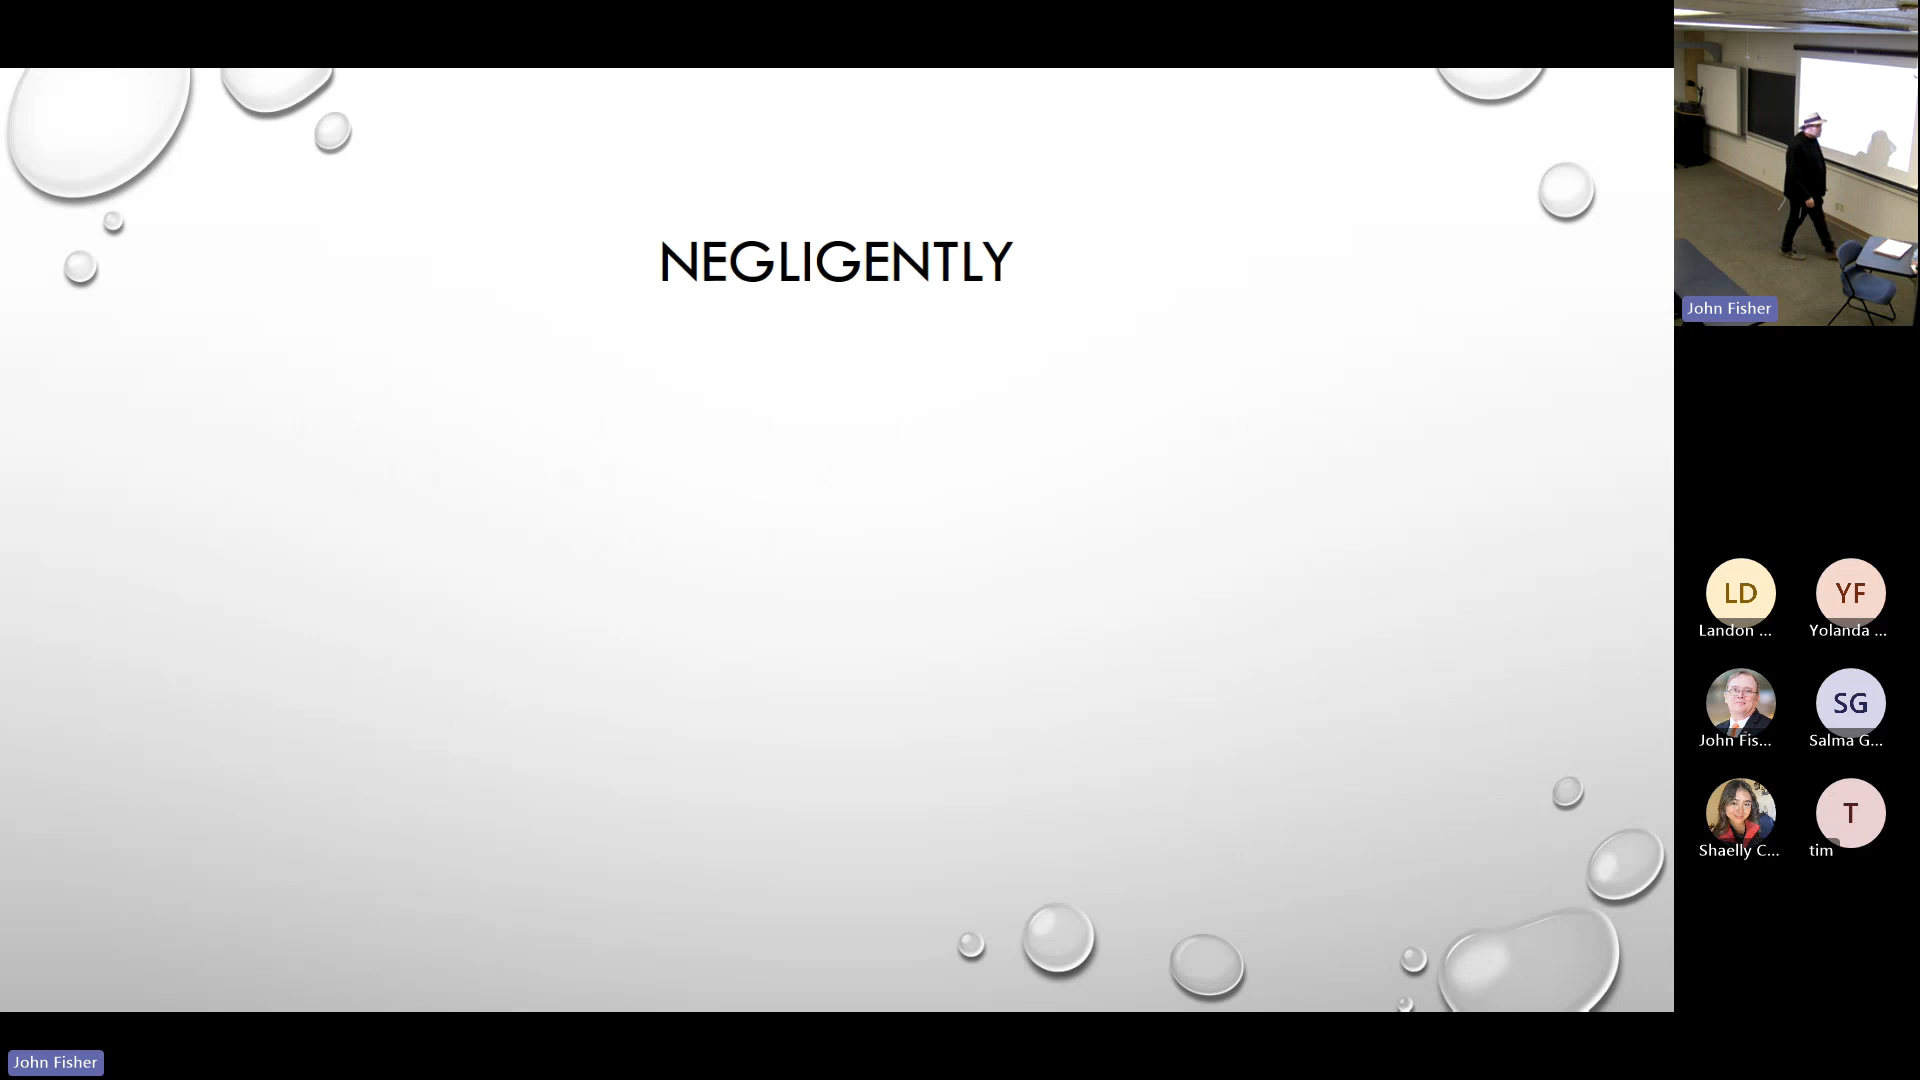 NEGLIGENTLY
John Fisher
LD
Landon ...
YF
Yolanda ...
John Fis...
SG
Salma G...
Shaelly C...
T
tim
John Fisher